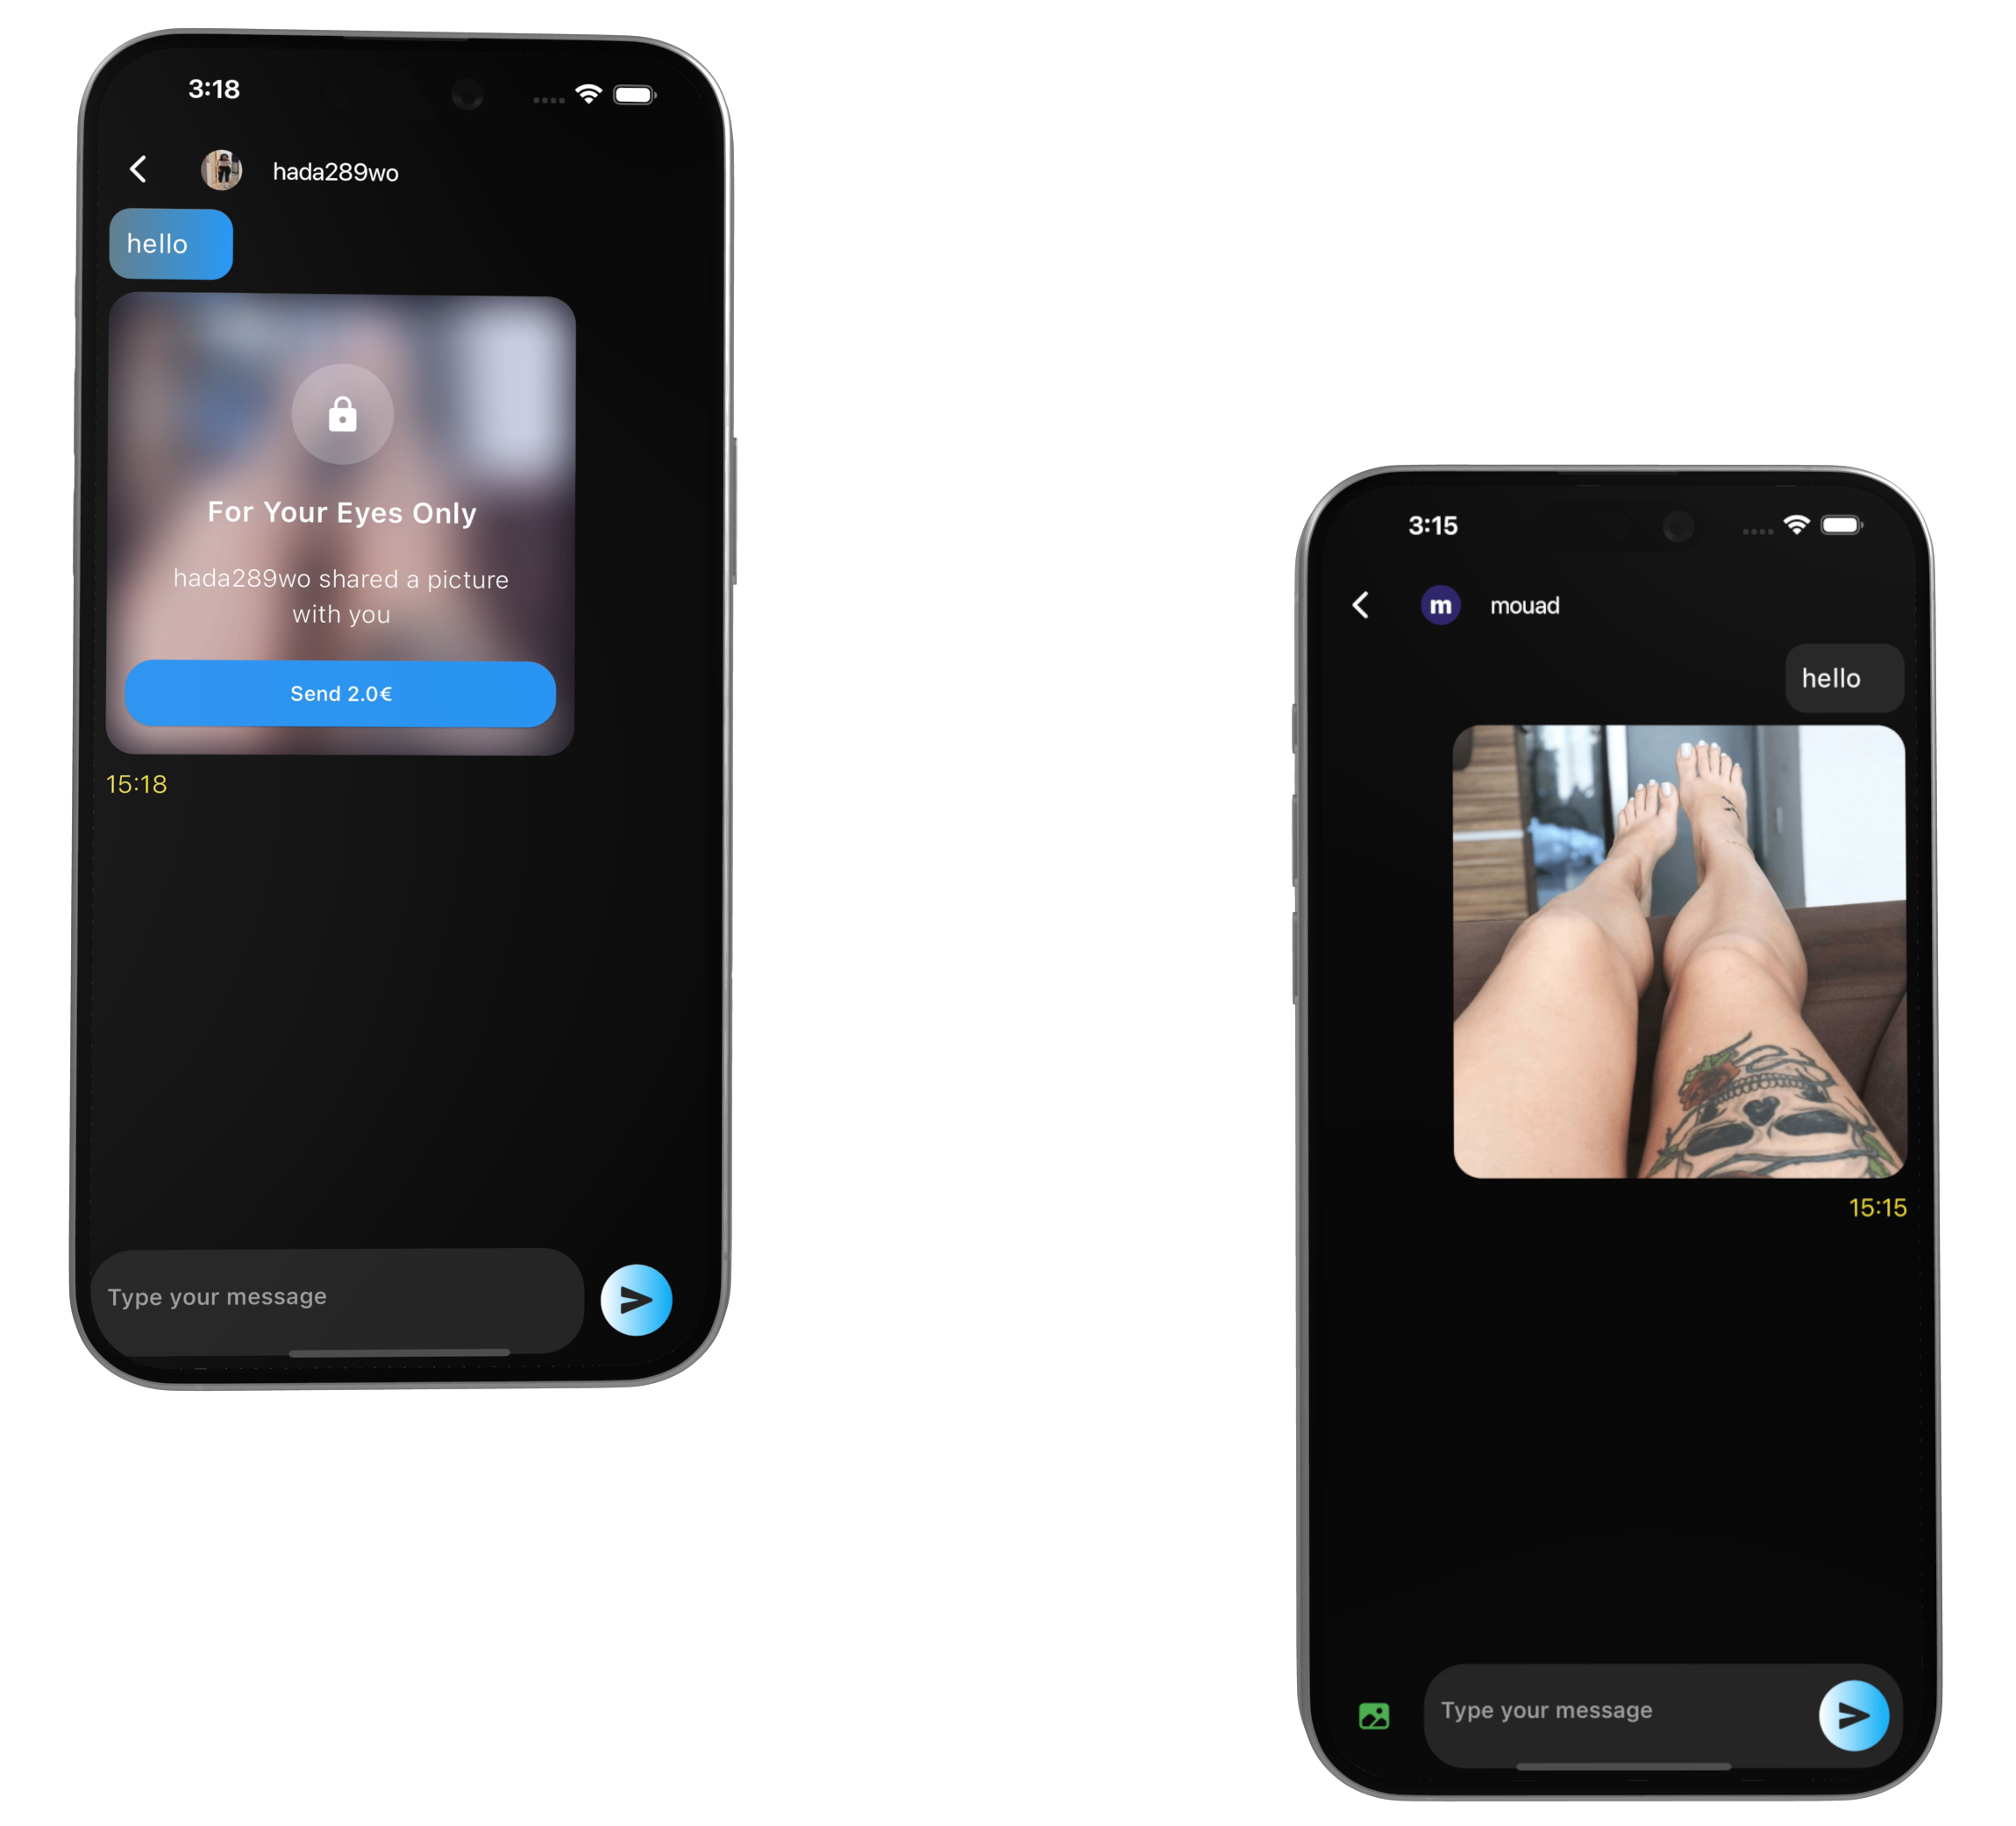 3:18
hada289wo
hello
For Your Eyes Only
hada289wo shared a picture
with you
Send 2.0€
15:18
Type your message
3:15
m
mouad
hello
15:15
Type your message